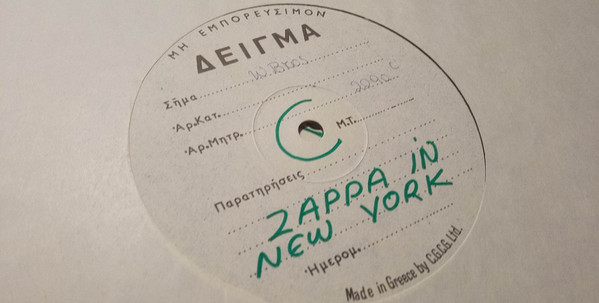 ΜΗ ΕΜΠΟΡΕΥΣΙΜΟΝ
ΔΕΙΓΜΑ
Σῆμα W. Bros
Ἀρ.Κατ.
Ἀρ.Μητρ. 2290 C
Μ.Τ.
Παρατηρήσεις
ZAPPA iN
NEW YORK
Ἡμερομ.
Made in Greece by C.G.C.G. Ltd.